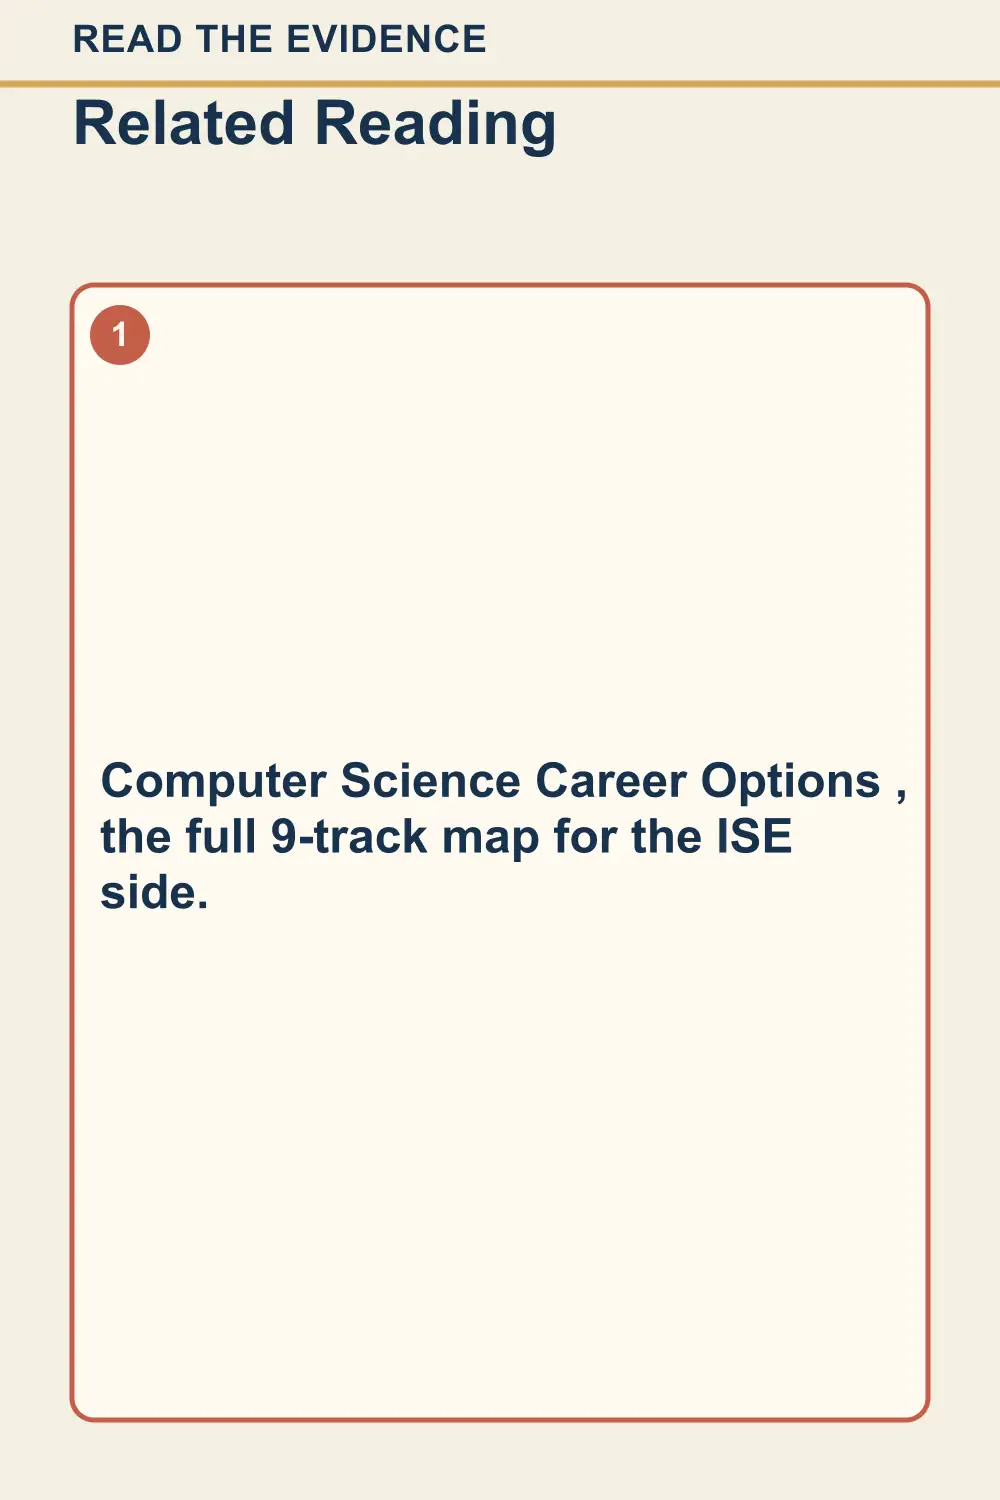 READ THE EVIDENCE
Related Reading
1
Computer Science Career Options ,
the full 9-track map for the ISE
side.